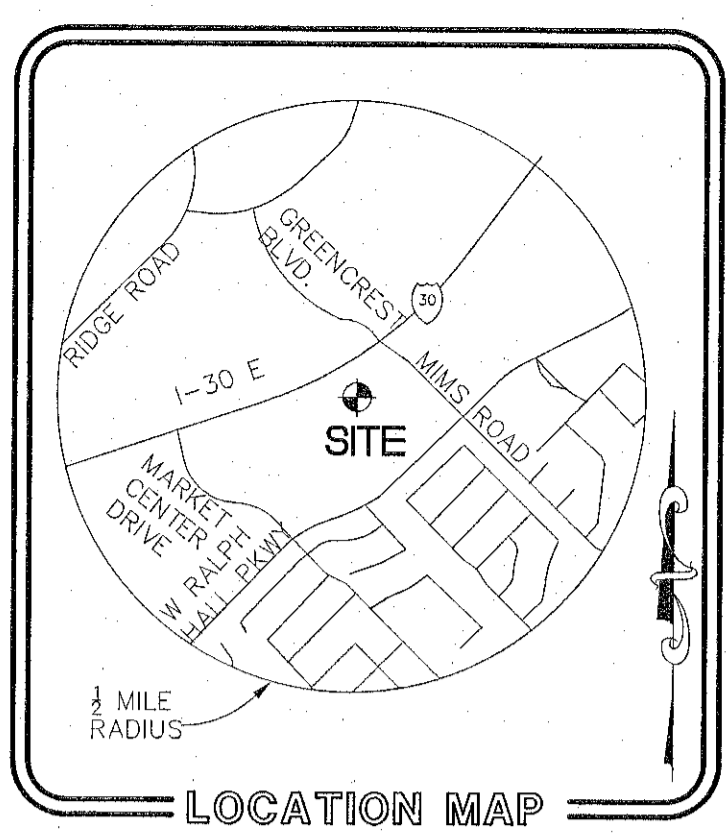 GREENCREST
BLVD.
30
RIDGE ROAD
I-30 E
MIMS ROAD
SITE
MARKET
CENTER
DRIVE
W RALPH
HALL PKWY
½ MILE
RADIUS
LOCATION MAP